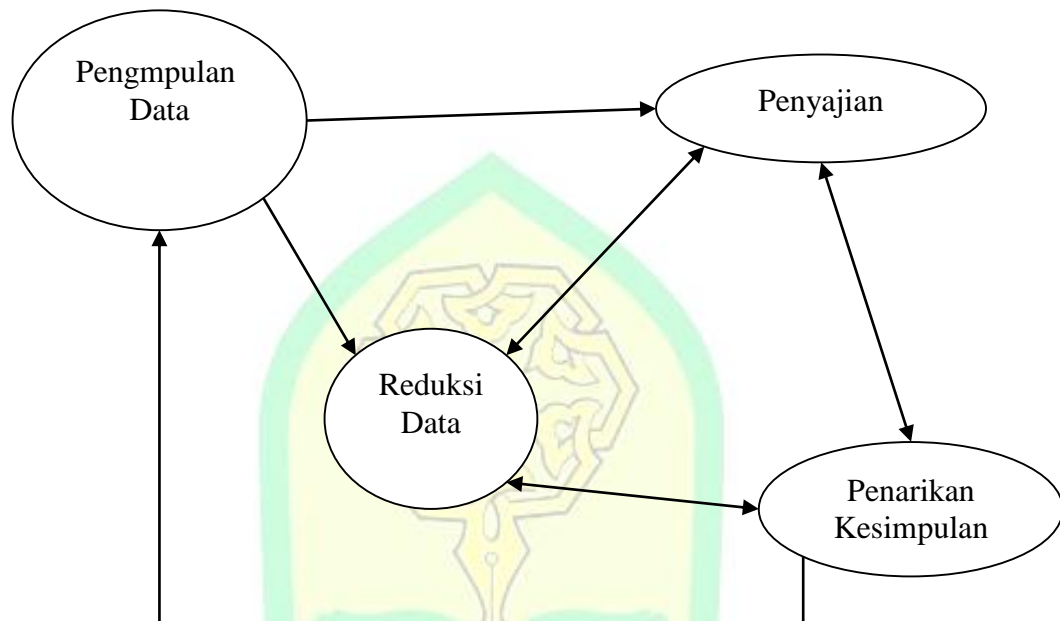 Pengmpulan
Data
Penyajian
Reduksi
Data
Penarikan
Kesimpulan